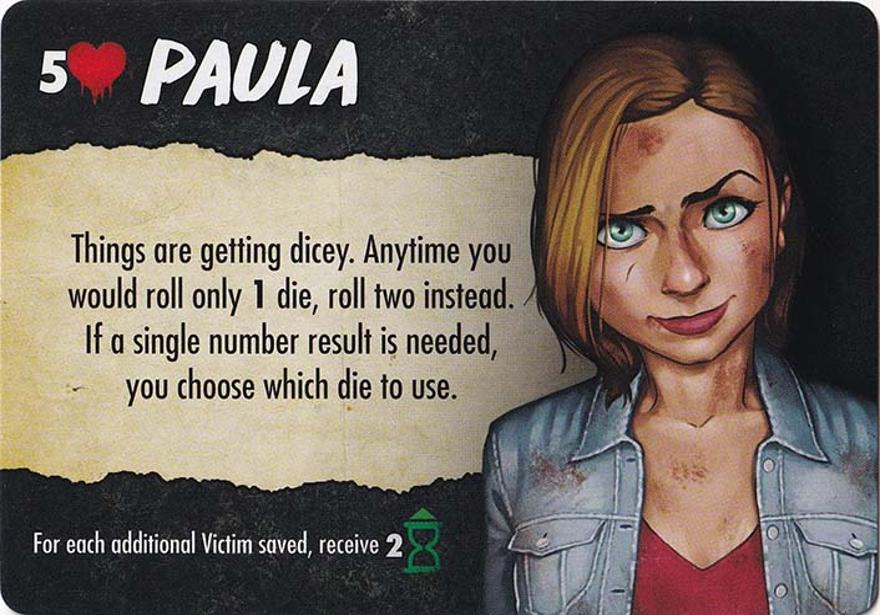 5 PAULA
Things are getting dicey. Anytime you
would roll only 1 die, roll two instead.
If a single number result is needed,
you choose which die to use.
For each additional Victim saved, receive 2